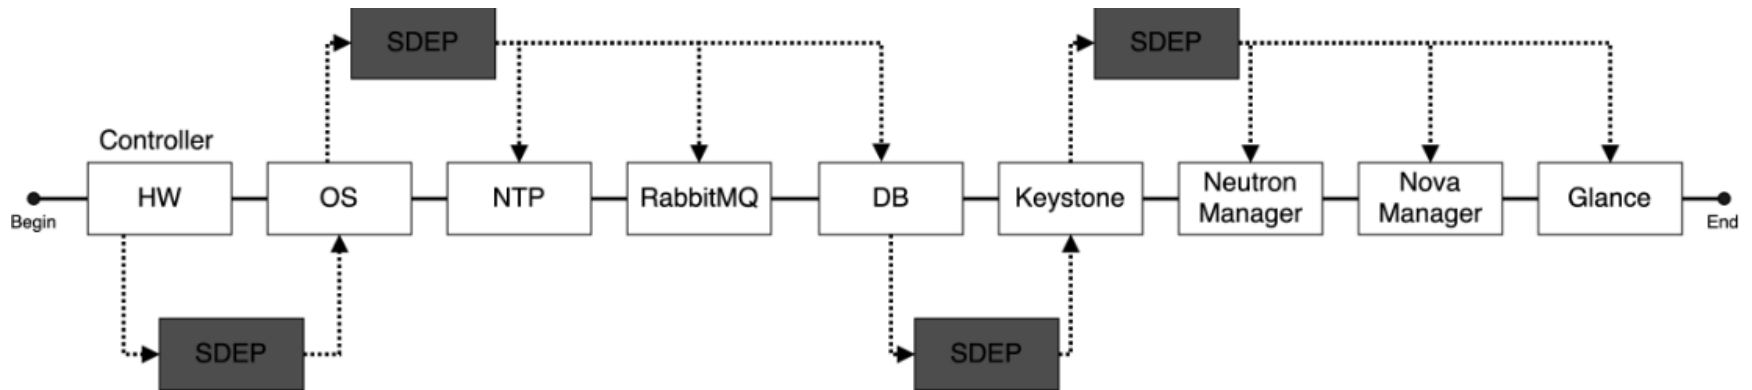 SDEP
SDEP
Controller
HW
OS
NTP
RabbitMQ
DB
Keystone
Neutron
Manager
Nova
Manager
Glance
Begin
End
SDEP
SDEP